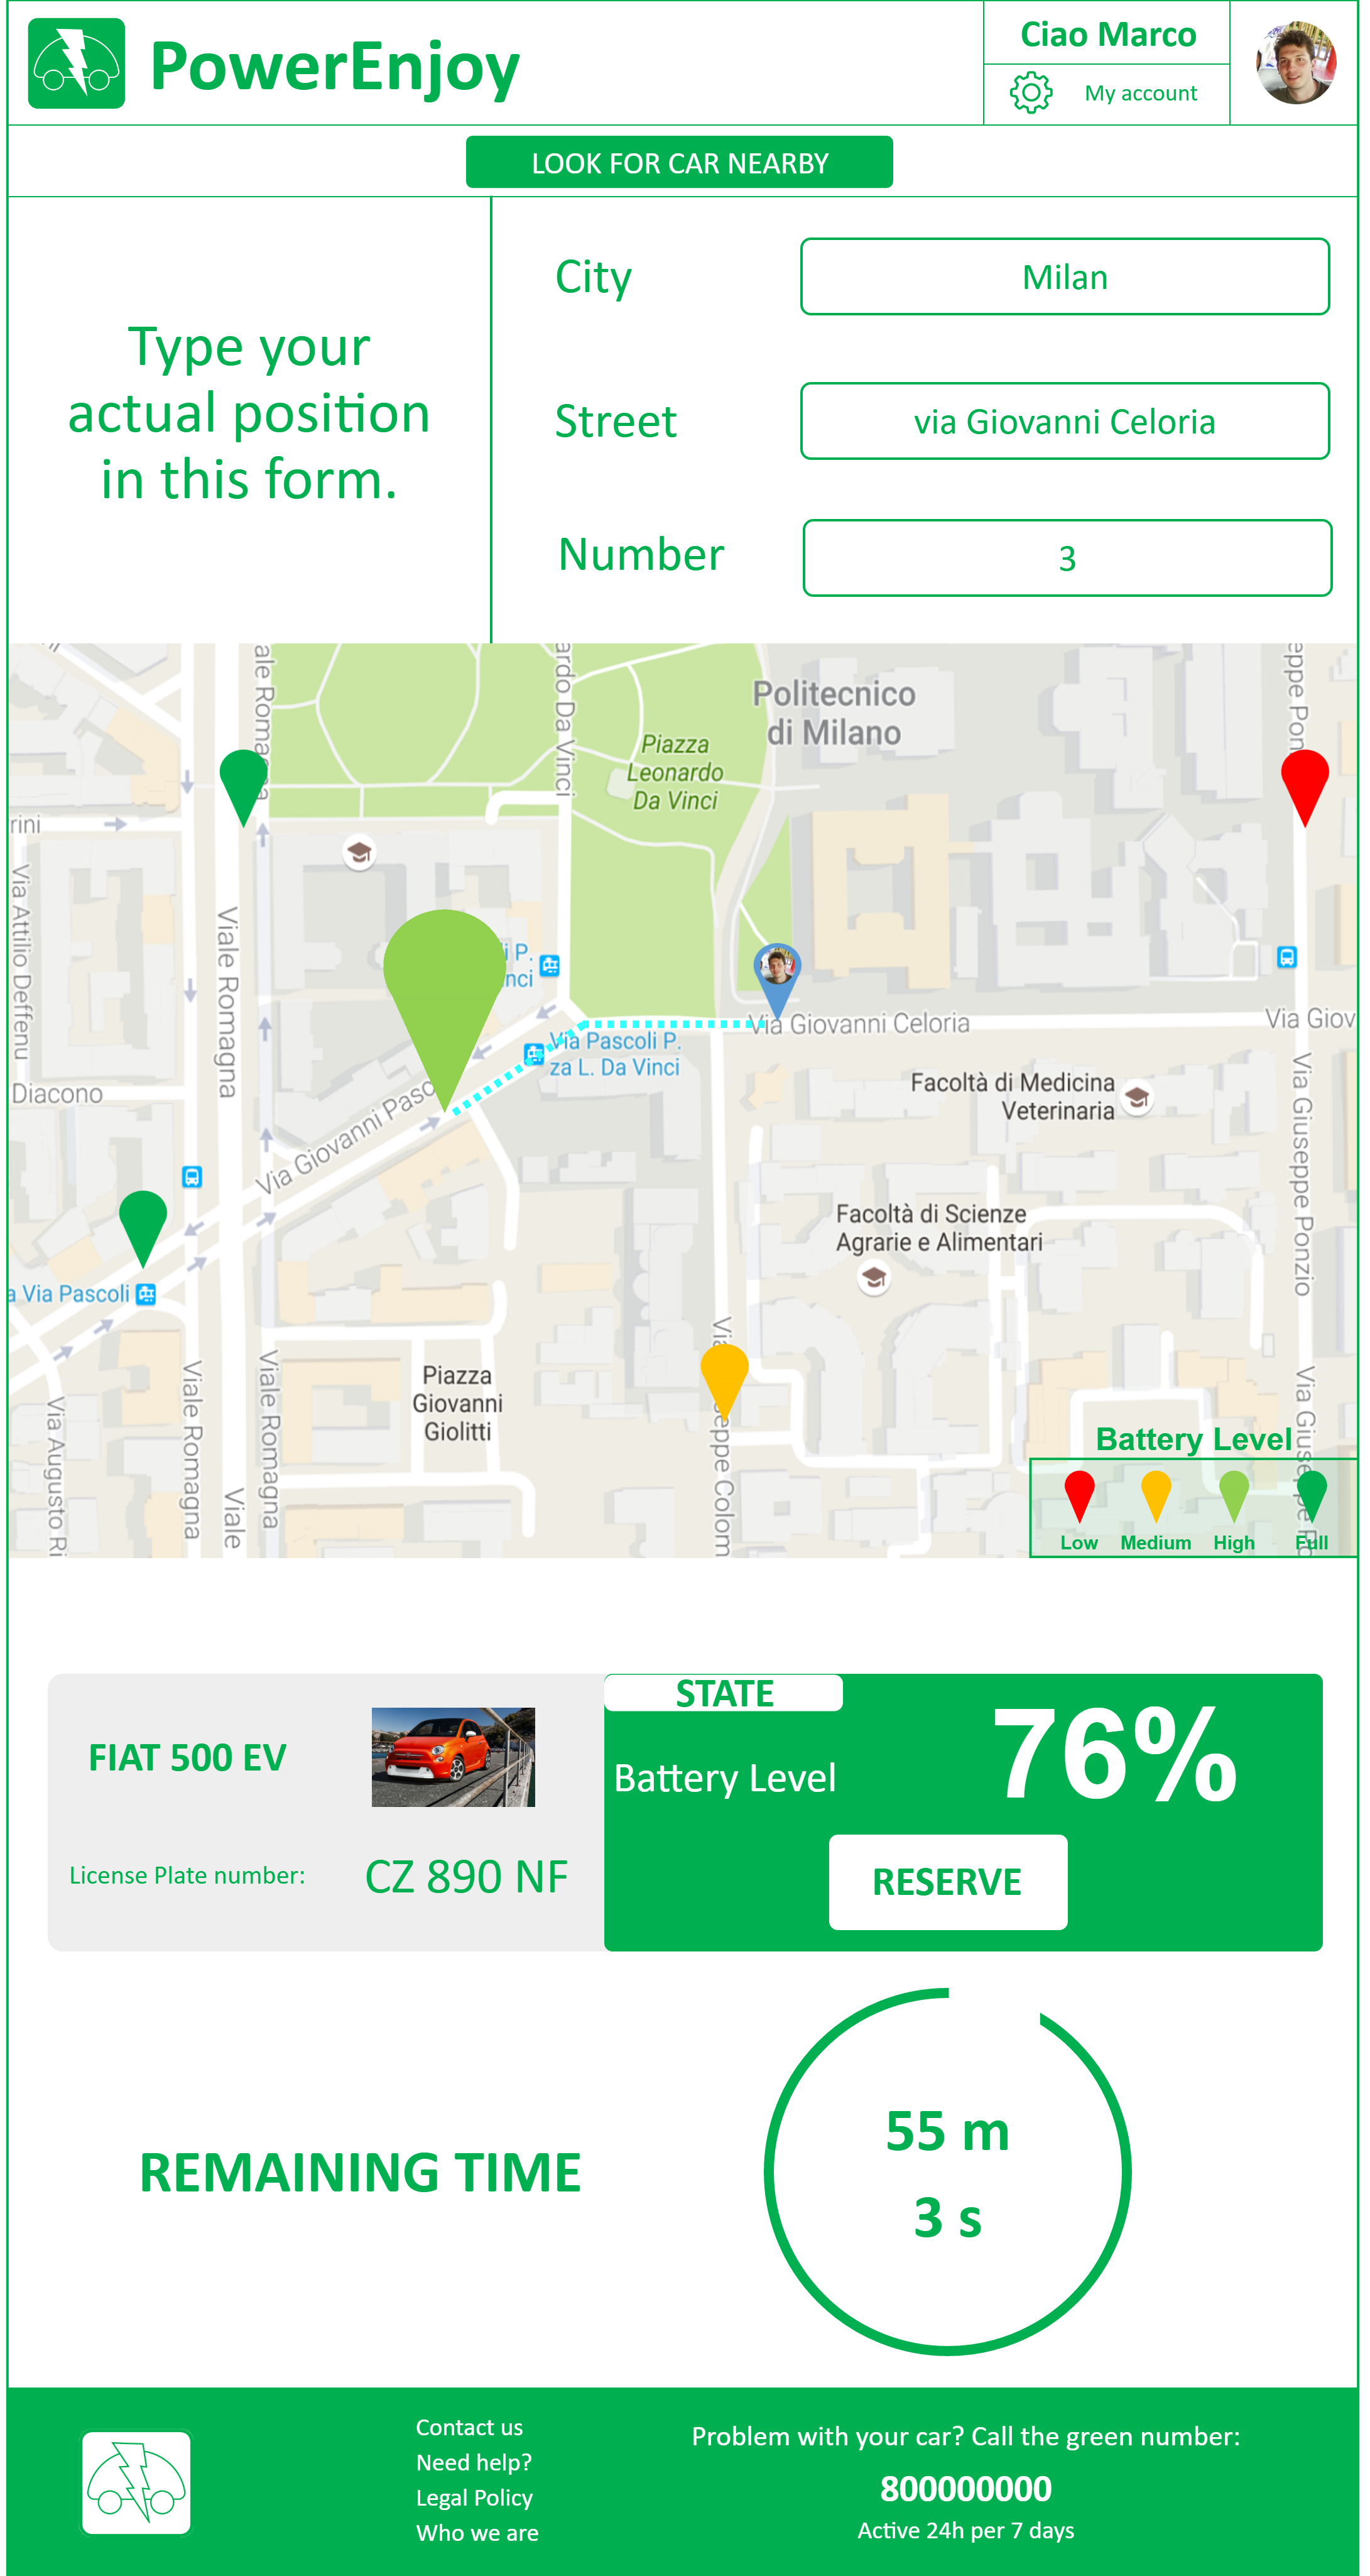 PowerEnjoy
Ciao Marco
My account
LOOK FOR CAR NEARBY
Type your
actual position
in this form.
City
Milan
Street
via Giovanni Celoria
Number
3
ale Romagna
ardo Da Vinci
Politecnico
di Milano
Piazza
Leonardo
Da Vinci
eppe Pon
rini
Via Attilio Deffenu
Viale Romagna
i P.
nci
Via Giovanni Celoria
Via Giov
Via Pascoli P.
za L. Da Vinci
Diacono
Via Giovanni Pasc
Facoltà di Medicina
Veterinaria
Via Giuseppe Ponzio
Facoltà di Scienze
Agrarie e Alimentari
a Via Pascoli
Viale Romagna
Viale Romagna
Piazza
Giovanni
Giolitti
Via Augusto Ri
Viale
eppe Colom
Battery Level
Low
Medium
High
Full
FIAT 500 EV
License Plate number:
CZ 890 NF
STATE
Battery Level
76%
RESERVE
REMAINING TIME
55 m
3 s
Contact us
Need help?
Legal Policy
Who we are
Problem with your car? Call the green number:
800000000
Active 24h per 7 days